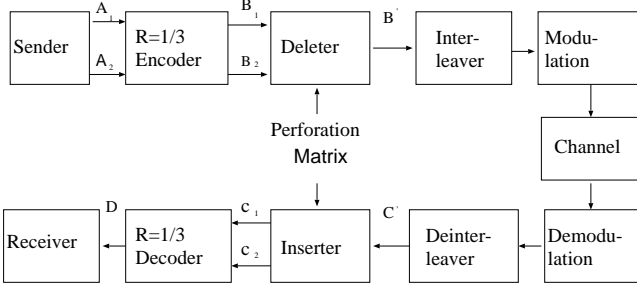 A₁
B₁
B'
Sender
R=1/3
Encoder
Deleter
Inter-
leaver
Modu-
lation
A₂
B₂
Perforation
Matrix
Channel
D
c₁
C'
Receiver
R=1/3
Decoder
Inserter
Deinter-
leaver
Demodu-
lation
c₂